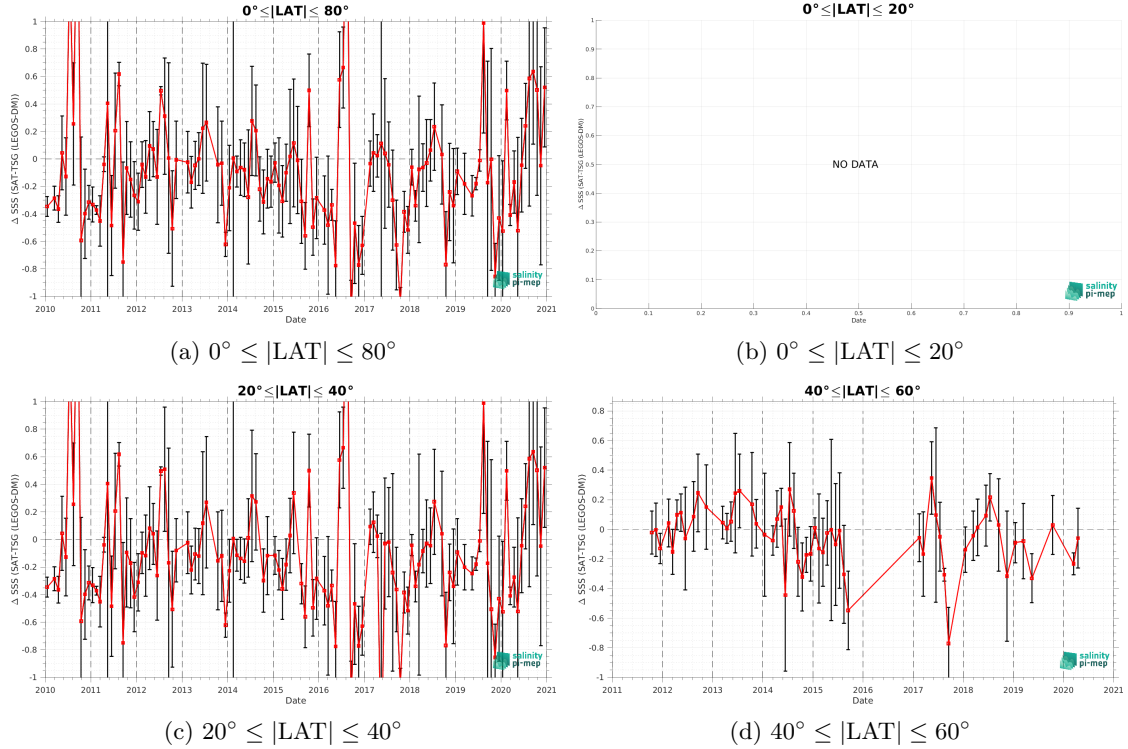 0°≤|LAT|≤ 80°
Δ SSS (SAT-TSG (LEGOS-DM))
1
0.8
0.6
0.4
0.2
0
-0.2
-0.4
-0.6
-0.8
-1
2010 2011 2012 2013 2014 2015 2016 2017 2018 2019 2020 2021
Date
salinity
pi-mep
(a) 0° ≤ |LAT| ≤ 80°
0°≤|LAT|≤ 20°
Δ SSS (SAT-TSG (LEGOS-DM))
1
0.9
0.8
0.7
0.6
0.5
0.4
0.3
0.2
0.1
0
NO DATA
0 0.1 0.2 0.3 0.4 0.5 0.6 0.7 0.8 0.9 1
Date
salinity
pi-mep
(b) 0° ≤ |LAT| ≤ 20°
20°≤|LAT|≤ 40°
Δ SSS (SAT-TSG (LEGOS-DM))
1
0.8
0.6
0.4
0.2
0
-0.2
-0.4
-0.6
-0.8
-1
2010 2011 2012 2013 2014 2015 2016 2017 2018 2019 2020 2021
Date
salinity
pi-mep
(c) 20° ≤ |LAT| ≤ 40°
40°≤|LAT|≤ 60°
Δ SSS (SAT-TSG (LEGOS-DM))
0.8
0.6
0.4
0.2
0
-0.2
-0.4
-0.6
-0.8
-1
2011 2012 2013 2014 2015 2016 2017 2018 2019 2020 2021
Date
salinity
pi-mep
(d) 40° ≤ |LAT| ≤ 60°